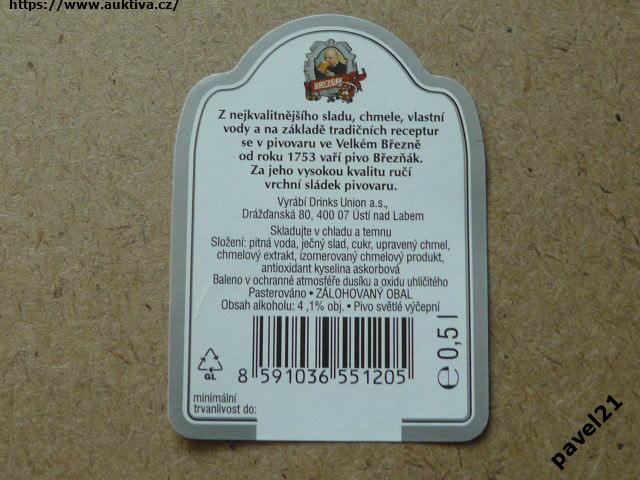 https://www.auktiva.cz/
BŘEZŇÁK
Z nejkvalitnějšího sladu, chmele, vlastní
vody a na základě tradičních receptur
se v pivovaru ve Velkém Březně
od roku 1753 vaří pivo Březňák.
Za jeho vysokou kvalitu ručí
vrchní sládek pivovaru.
Vyrábí Drinks Union a.s.,
Drážďanská 80, 400 07 Ústí nad Labem
Skladujte v chladu a temnu
Složení: pitná voda, ječný slad, cukr, upravený chmel,
chmelový extrakt, izomerovaný chmelový produkt,
antioxidant kyselina askorbová
Baleno v ochranné atmosféře dusíku a oxidu uhličitého
Pasterováno • ZÁLOHOVANÝ OBAL
Obsah alkoholu: 4,1% obj. • Pivo světlé výčepní
GL
8 591036 551205
℮ 0,5 l
minimální
trvanlivost do:
pavel21